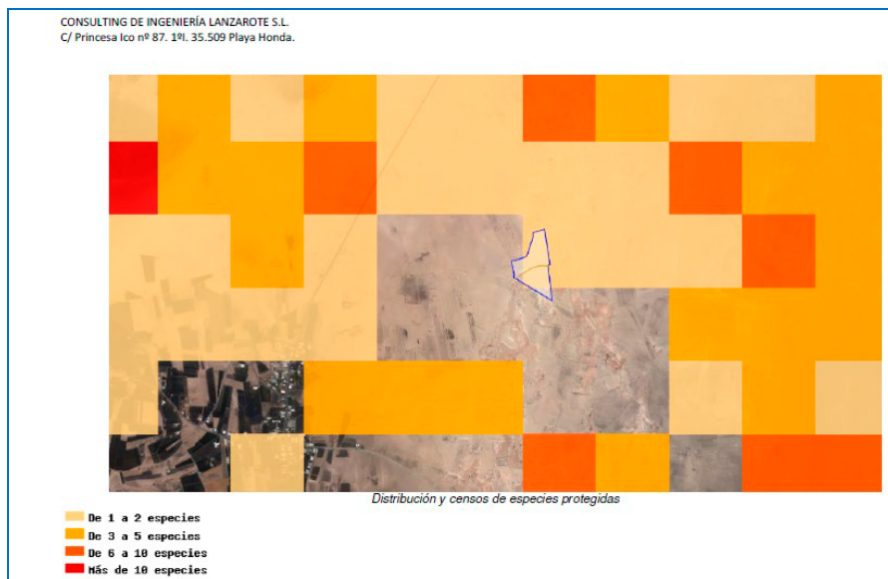 CONSULTING DE INGENIERÍA LANZAROTE S.L.
C/ Princesa Ico nº 87. 1ºI. 35.509 Playa Honda.
Distribución y censos de especies protegidas
De 1 a 2 especies
De 3 a 5 especies
De 6 a 10 especies
Más de 10 especies